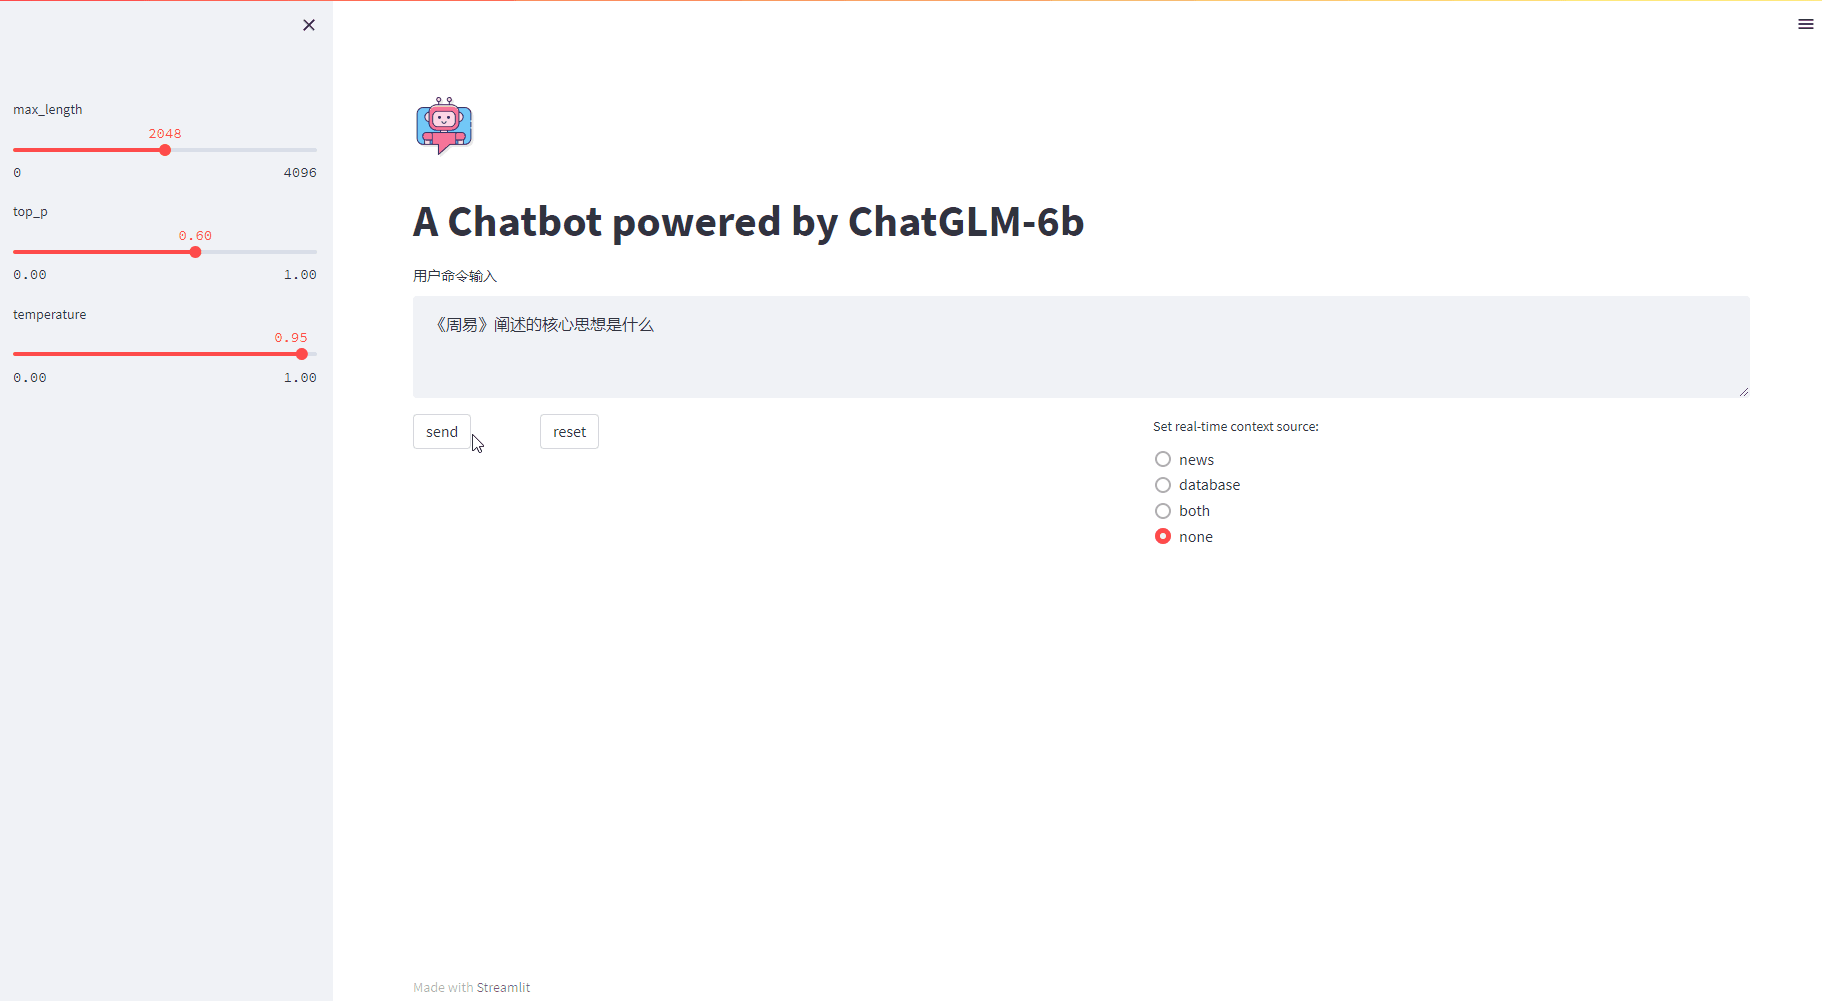 max_length
2048
0 4096
top_p
0.60
0.00 1.00
temperature
0.95
0.00 1.00
A Chatbot powered by ChatGLM-6b
用户命令输入
《周易》阐述的核心思想是什么
send reset
Set real-time context source:
news
database
both
none
Made with Streamlit